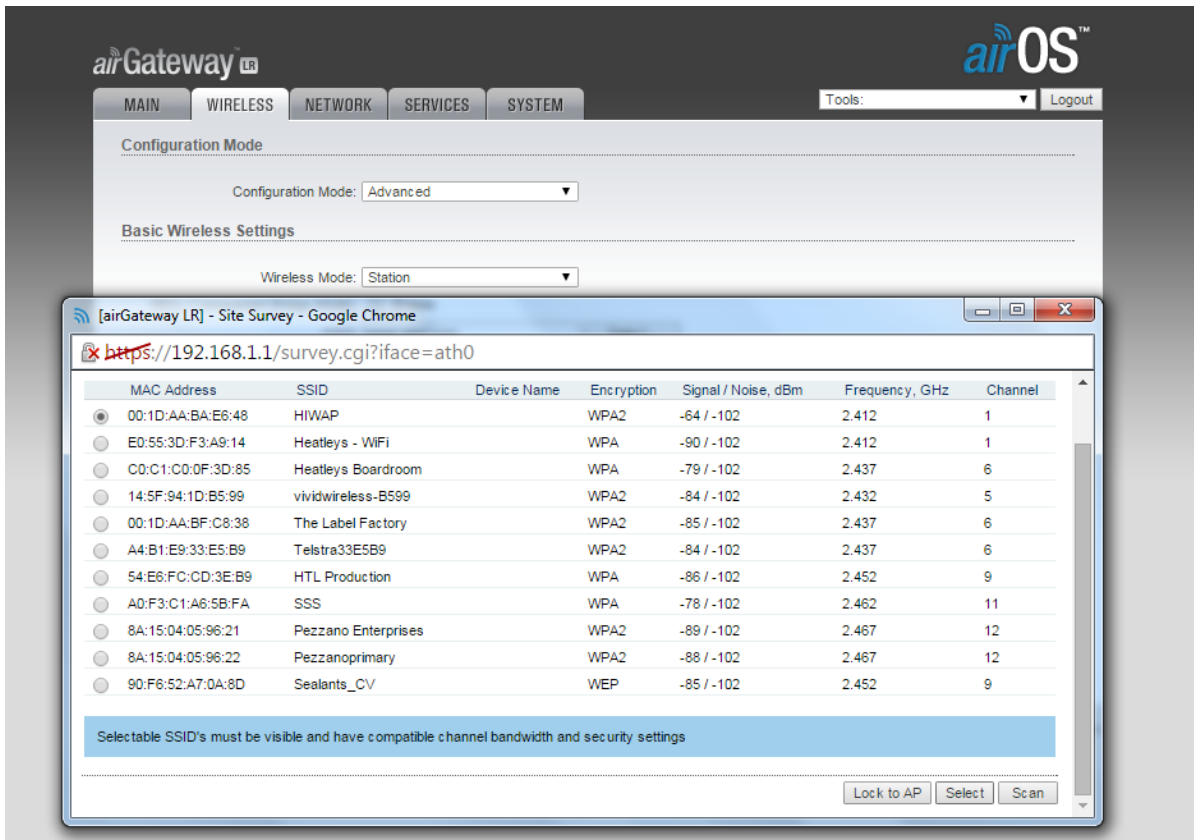 airGateway™ LR
airOS™
MAIN WIRELESS NETWORK SERVICES SYSTEM Tools: Logout
Configuration Mode
Configuration Mode: Advanced
Basic Wireless Settings
Wireless Mode: Station
[airGateway LR] - Site Survey - Google Chrome
https://192.168.1.1/survey.cgi?iface=ath0
MAC Address SSID Device Name Encryption Signal / Noise, dBm Frequency, GHz Channel
00:1D:AA:BA:E6:48 HIWAP WPA2 -64 / -102 2.412 1
E0:55:3D:F3:A9:14 Heatleys - WiFi WPA -90 / -102 2.412 1
C0:C1:C0:0F:3D:85 Heatleys Boardroom WPA -79 / -102 2.437 6
14:5F:94:1D:B5:99 vividwireless-B599 WPA2 -84 / -102 2.432 5
00:1D:AA:BF:C8:38 The Label Factory WPA2 -85 / -102 2.437 6
A4:B1:E9:33:E5:B9 Telstra33E5B9 WPA2 -84 / -102 2.437 6
54:E6:FC:CD:3E:B9 HTL Production WPA -86 / -102 2.452 9
A0:F3:C1:A6:5B:FA SSS WPA -78 / -102 2.462 11
8A:15:04:05:96:21 Pezzano Enterprises WPA2 -89 / -102 2.467 12
8A:15:04:05:96:22 Pezzanoprimary WPA2 -88 / -102 2.467 12
90:F6:52:A7:0A:8D Sealants_CV WEP -85 / -102 2.452 9
Selectable SSID's must be visible and have compatible channel bandwidth and security settings
Lock to AP Select Scan